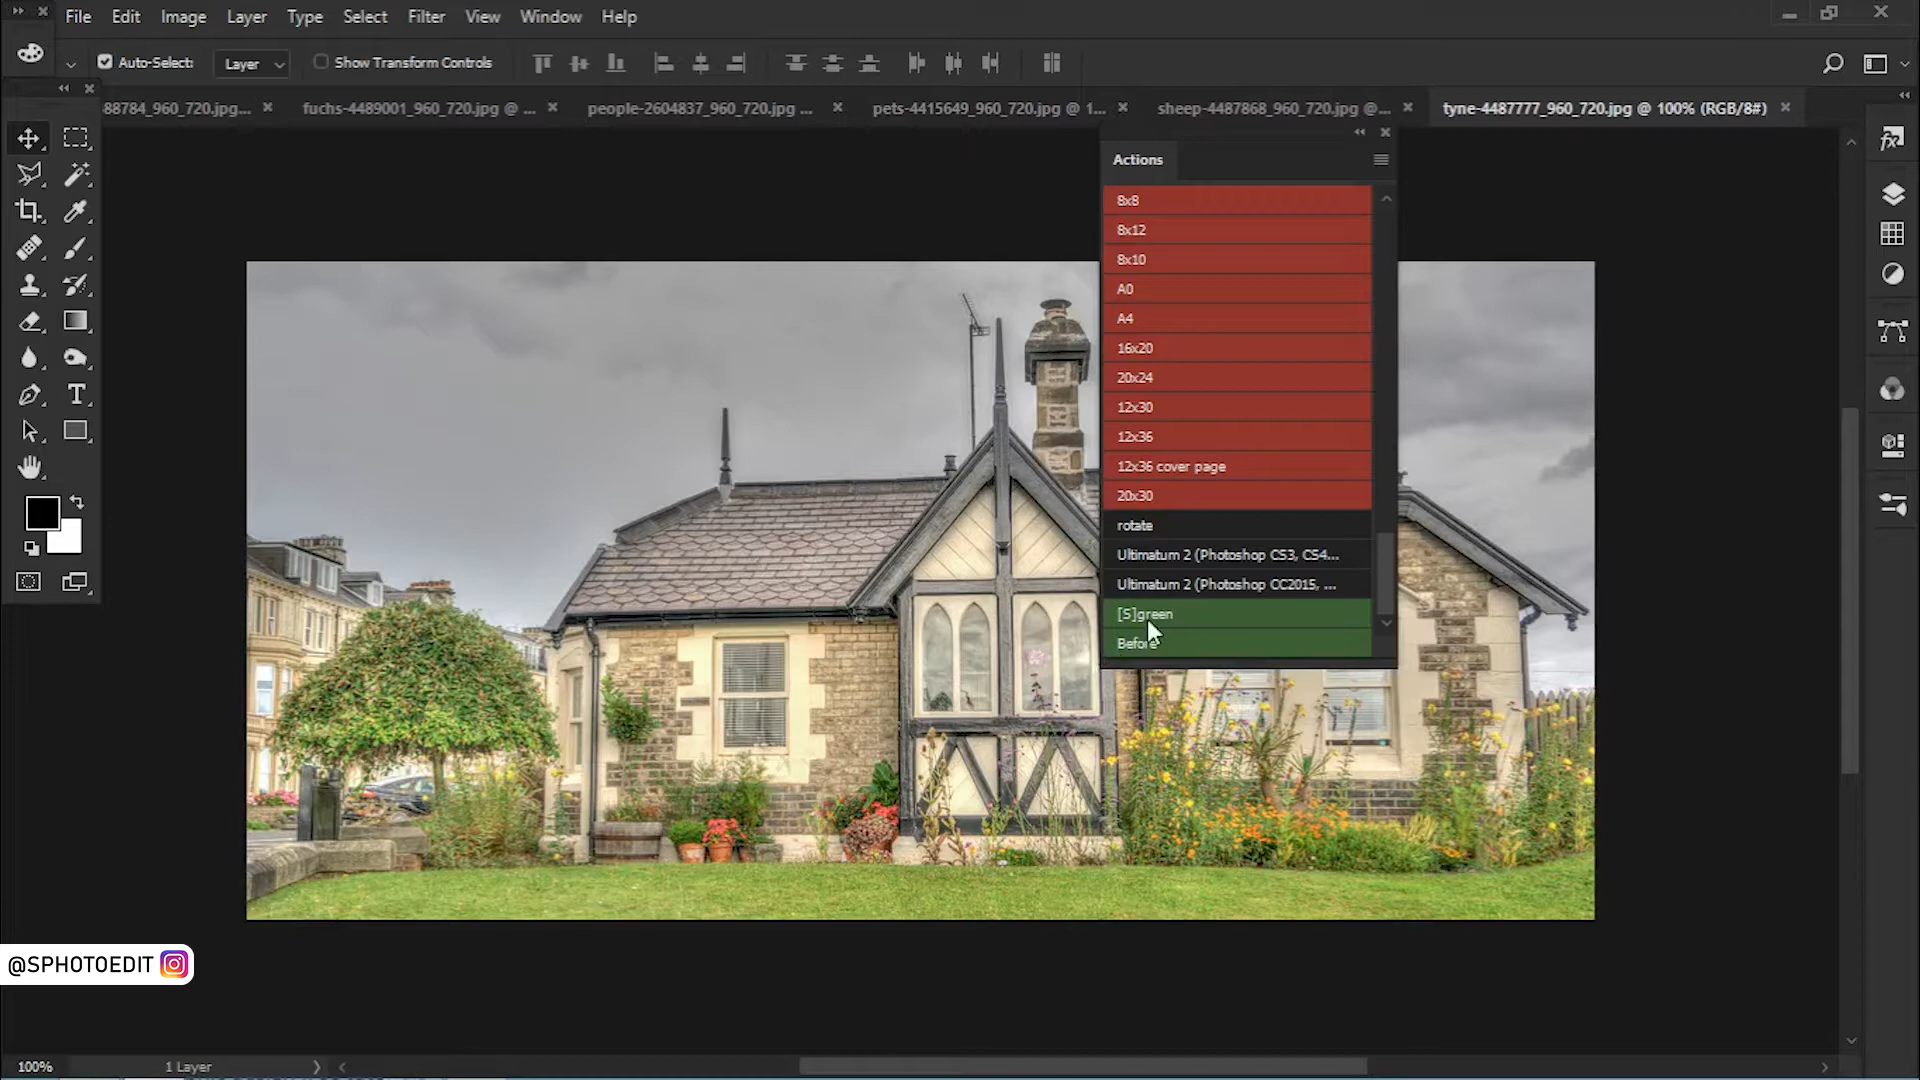 File Edit Image Layer Type Select Filter View Window Help
Auto-Select: Layer Show Transform Controls
88784_960_720.jpg... fuchs-4489001_960_720.jpg @ ... people-2604837_960_720.jpg ... pets-4415649_960_720.jpg @ 1... sheep-4487868_960_720.jpg @... tyne-4487777_960_720.jpg @ 100% (RGB/8#)
Actions
8x8
8x12
8x10
A0
A4
16x20
20x24
12x30
12x36
12x36 cover page
20x30
rotate
Ultimatum 2 (Photoshop CS3, CS4...
Ultimatum 2 (Photoshop CC2015, ...
[S]green
Before
@SPHOTOEDIT
100% 1 Layer